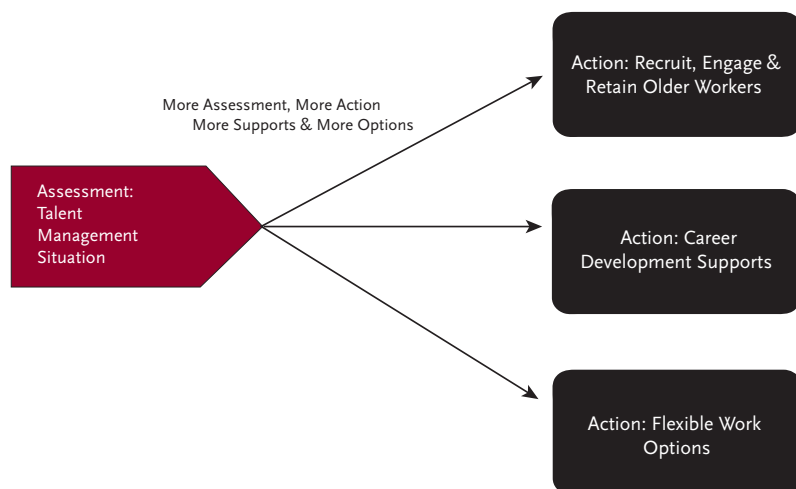 Action: Recruit, Engage &
Retain Older Workers
More Assessment, More Action
More Supports & More Options
Assessment:
Talent
Management
Situation
Action: Career
Development Supports
Action: Flexible Work
Options